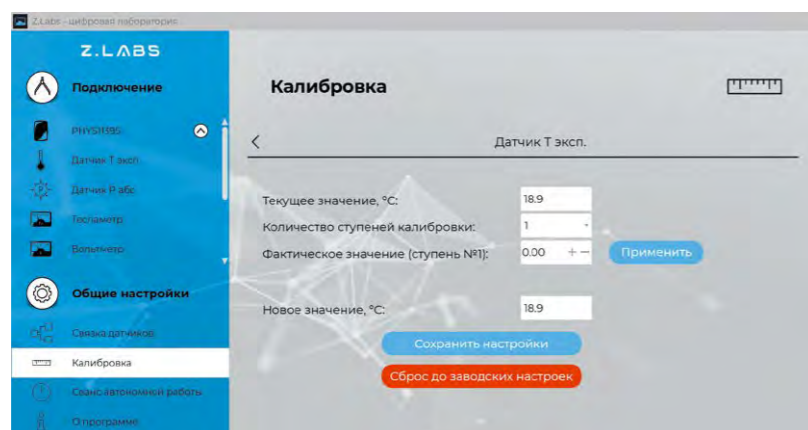 Z.Labs - цифровая лаборатория
Z.LABS
Подключение
Датчик Т эксп.
Датчик Р абс
Тесламетр
Вольтметр
Общие настройки
Связка датчиков
Калибровка
Сеанс автономной работы
О программе
Калибровка
Датчик Т эксп.
Текущее значение, °C: 18.9
Количество ступеней калибровки: 1
Фактическое значение (ступень №1): 0.00 + − Применить
Новое значение, °C: 18.9
Сохранить настройки
Сброс до заводских настроек